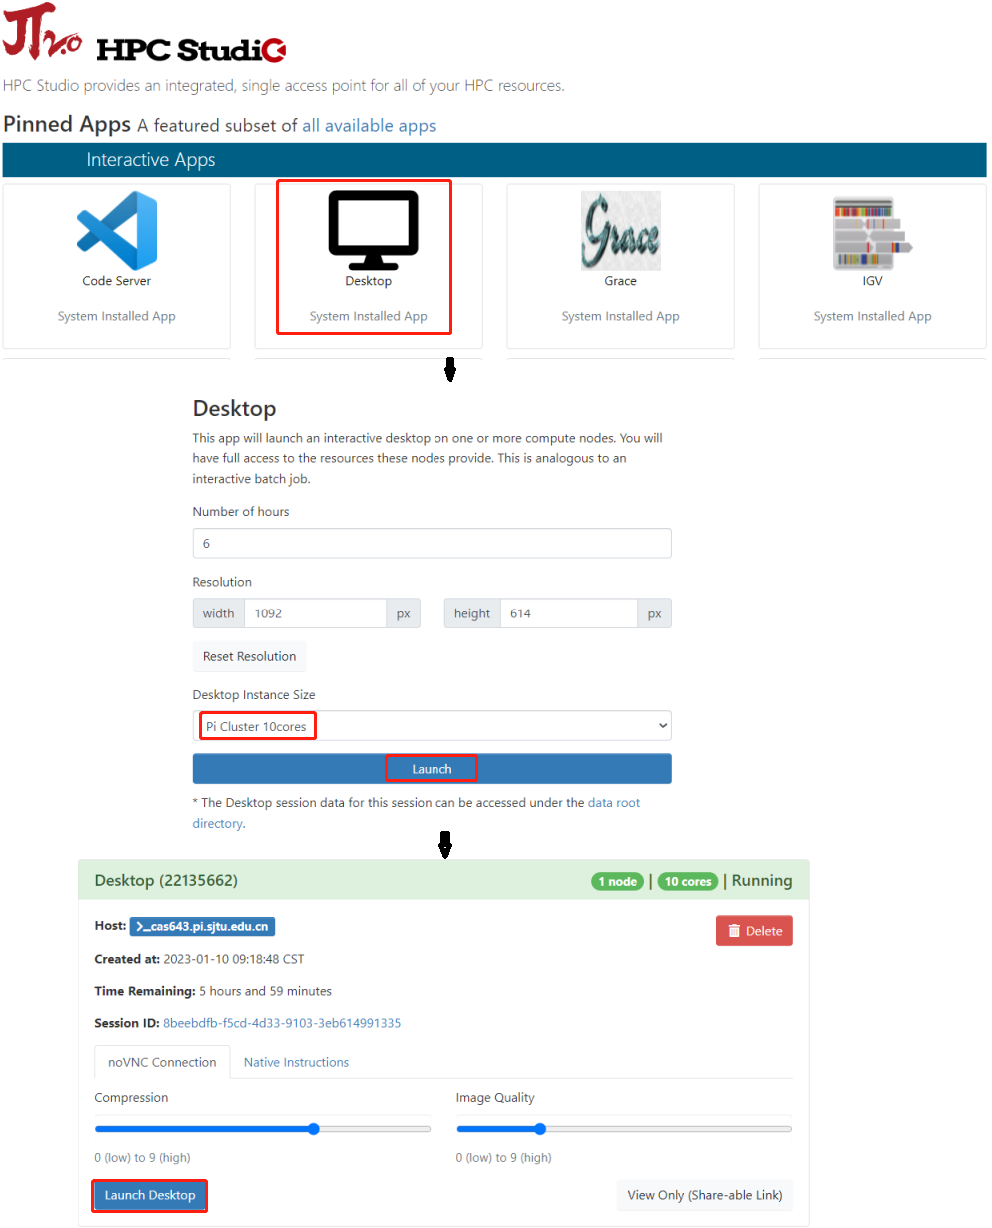 π 2.0 HPC Studio
HPC Studio provides an integrated, single access point for all of your HPC resources.
Pinned Apps A featured subset of all available apps
Interactive Apps
Code Server
System Installed App
Desktop
System Installed App
Grace
Grace
System Installed App
IGV
System Installed App
Desktop
This app will launch an interactive desktop on one or more compute nodes. You will
have full access to the resources these nodes provide. This is analogous to an
interactive batch job.
Number of hours
6
Resolution
width 1092 px height 614 px
Reset Resolution
Desktop Instance Size
Pi Cluster 10cores
Launch
* The Desktop session data for this session can be accessed under the data root
directory.
Desktop (22135662) 1 node | 10 cores | Running
Host: >_cas643.pi.sjtu.edu.cn Delete
Created at: 2023-01-10 09:18:48 CST
Time Remaining: 5 hours and 59 minutes
Session ID: 8beebdfb-f5cd-4d33-9103-3eb614991335
noVNC Connection Native Instructions
Compression Image Quality
0 (low) to 9 (high) 0 (low) to 9 (high)
Launch Desktop View Only (Share-able Link)